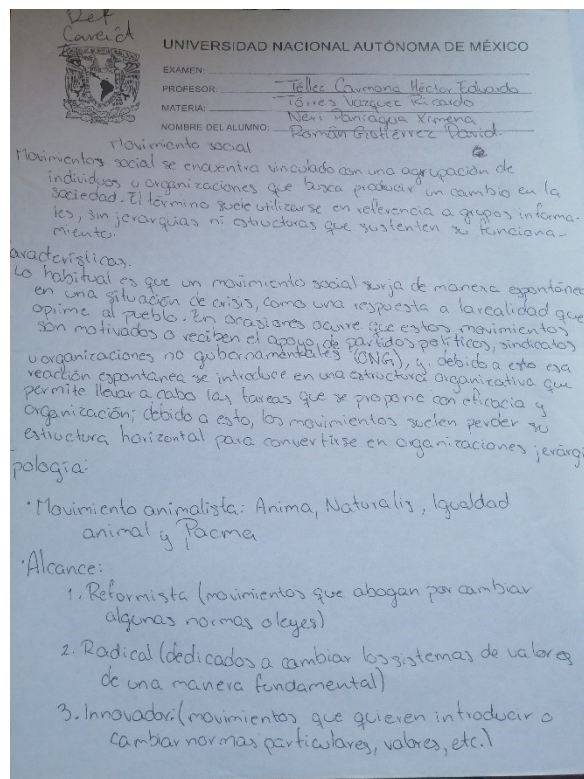 Def
Caract
UNIVERSIDAD NACIONAL AUTÓNOMA DE MÉXICO
EXAMEN:
PROFESOR: Téllez Carmona Héctor Eduardo
MATERIA: Torres Vazquez Ricardo
Neri Paniagua Ximena
NOMBRE DEL ALUMNO: Román Gutiérrez David.
Movimiento social
Movimientos social se encuentra vinculado con una agrupación de
individuos u organizaciones que busca producir un cambio en la
sociedad. El término suele utilizarse en referencia a grupos informa-
les, sin jerarquías ni estructuras que sustenten su funciona-
miento.
aracterísticas.
Lo habitual es que un movimiento social surja de manera espontánea
en una situación de crisis, como una respuesta a la realidad que
oprime al pueblo. En ocasiones ocurre que estos movimientos
son motivados o reciben el apoyo de partidos políticos, sindicatos
u organizaciones no gubernamentales (ONG), y, debido a esto esa
reacción espontánea se introduce en una estructura organizativa que
permite llevar a cabo las tareas que se propone con eficacia y
organización; debido a esto, los movimientos suelen perder su
estructura horizontal para convertirse en organizaciones jerárqi
pología:
· Movimiento animalista: Anima, Naturalis, Igualdad
animal y Pacma
· Alcance:
1. Reformista (movimientos que abogan por cambiar
algunas normas o leyes)
2. Radical (dedicados a cambiar los sistemas de valores
de una manera fundamental)
3. Innovador: (movimientos que quieren introducir o
cambiar normas particulares, valores, etc.)